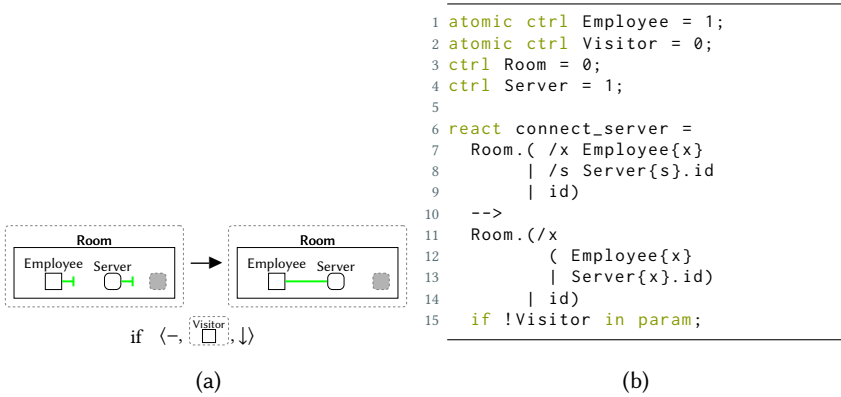 Room
Employee Server
Room
Employee Server
if ⟨−, Visitor , ↓⟩
(a)
1 atomic ctrl Employee = 1;
2 atomic ctrl Visitor = 0;
3 ctrl Room = 0;
4 ctrl Server = 1;
5
6 react connect_server =
7   Room.( /x Employee{x}
8        | /s Server{s}.id
9        | id)
10   -->
11   Room.(/x
12          ( Employee{x}
13          | Server{x}.id)
14        | id)
15   if !Visitor in param;
(b)